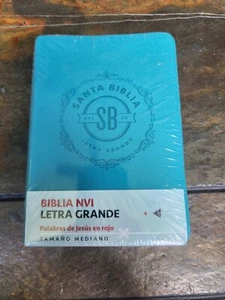 SANTA BIBLIA
SB
LETRA GRANDE
BIBLIA NVI
LETRA GRANDE
Palabras de Jesús en rojo
TAMAÑO MEDIANO